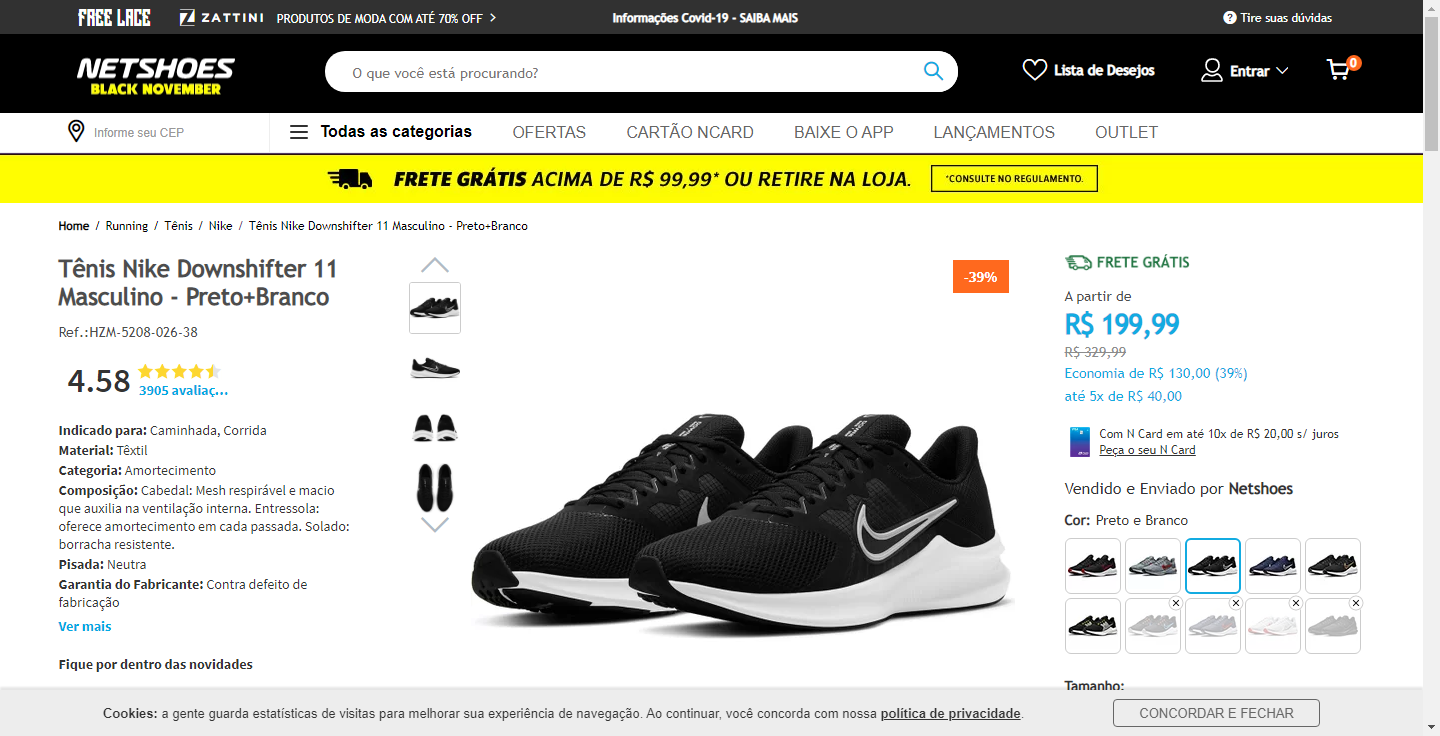 FREE LACE
ZATTINI PRODUTOS DE MODA COM ATÉ 70% OFF
Informações Covid-19 - SAIBA MAIS
? Tire suas dúvidas
NETSHOES
BLACK NOVEMBER
O que você está procurando?
Lista de Desejos
Entrar
0
Informe seu CEP
Todas as categorias
OFERTAS
CARTÃO NCARD
BAIXE O APP
LANÇAMENTOS
OUTLET
FRETE GRÁTIS ACIMA DE R$ 99,99* OU RETIRE NA LOJA.
*CONSULTE NO REGULAMENTO.
Home / Running / Tênis / Nike / Tênis Nike Downshifter 11 Masculino - Preto+Branco
Tênis Nike Downshifter 11
Masculino - Preto+Branco
Ref.:HZM-5208-026-38
4.58
3905 avaliaç...
Indicado para: Caminhada, Corrida
Material: Têxtil
Categoria: Amortecimento
Composição: Cabedal: Mesh respirável e macio
que auxilia na ventilação interna. Entressola:
oferece amortecimento em cada passada. Solado:
borracha resistente.
Pisada: Neutra
Garantia do Fabricante: Contra defeito de
fabricação
Ver mais
Fique por dentro das novidades
-39%
FRETE GRÁTIS
A partir de
R$ 199,99
R$ 329,99
Economia de R$ 130,00 (39%)
até 5x de R$ 40,00
Com N Card em até 10x de R$ 20,00 s/ juros
Peça o seu N Card
Vendido e Enviado por Netshoes
Cor: Preto e Branco
Tamanho:
Cookies: a gente guarda estatísticas de visitas para melhorar sua experiência de navegação. Ao continuar, você concorda com nossa política de privacidade.
CONCORDAR E FECHAR